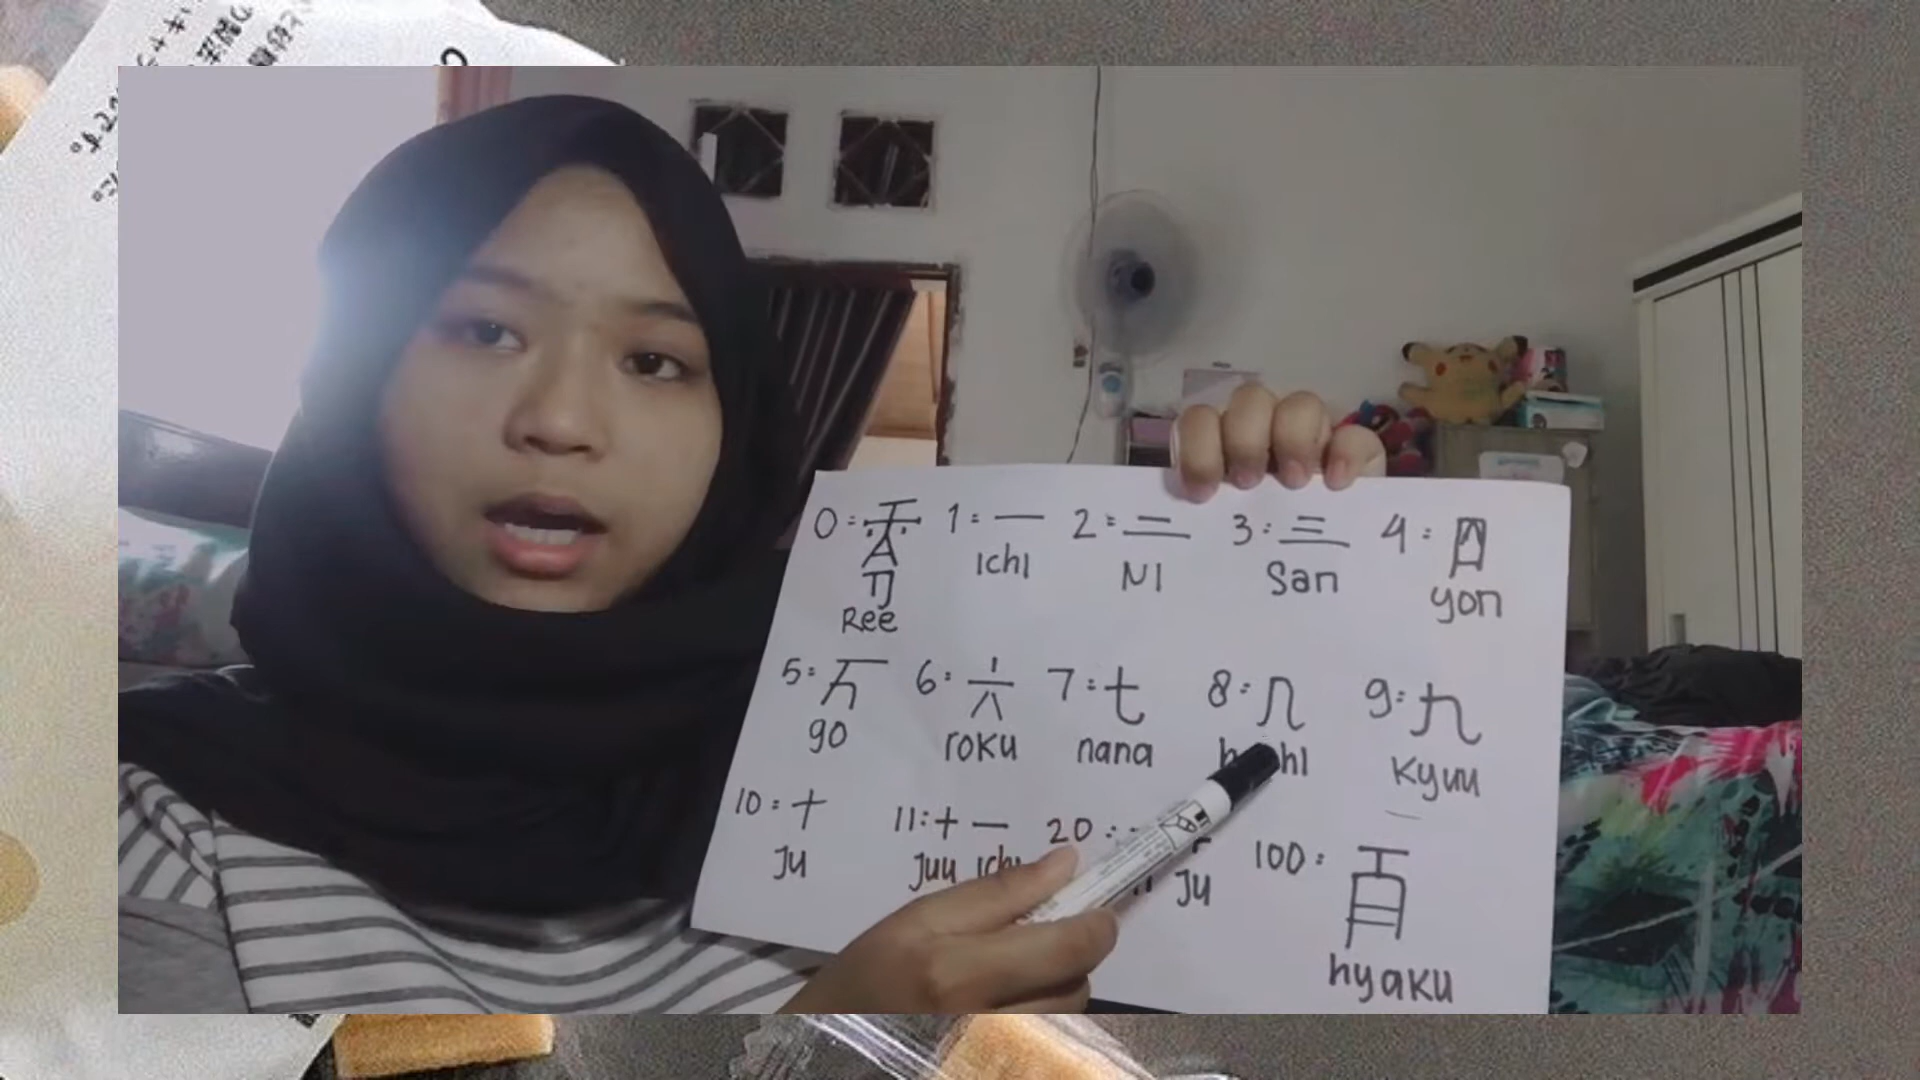 0 = 零 1 = 一 2 = 二 3 = 三 4 = 四
Ree Ichi Ni San yon
5 = 五 6 = 六 7 = 七 8 = 八 9 = 九
go roku nana kyuu
10 = 十 11 = 十一 20 =
Ju Juu ichi Ju
100 = 百
hyaku